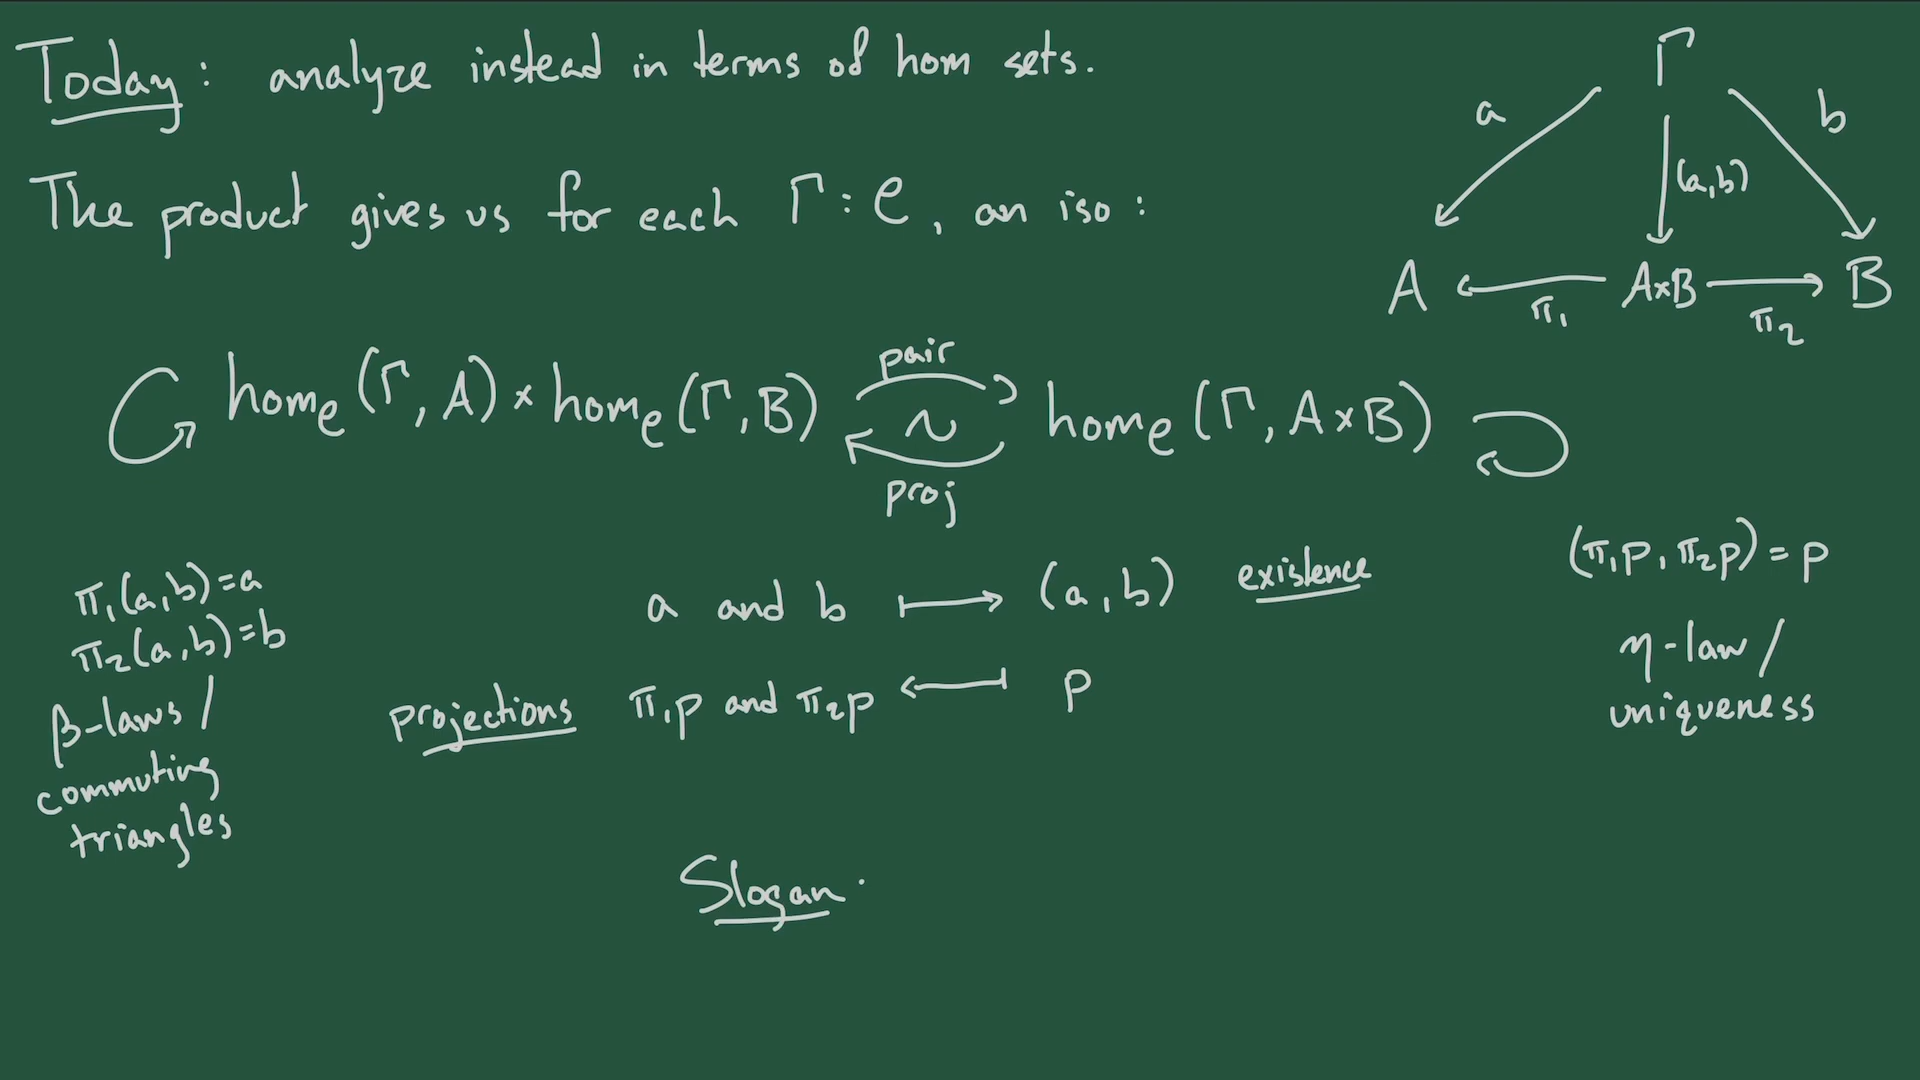 Today: analyze instead in terms of hom sets.
The product gives us for each Γ : C, an iso :
Γ
a
b
(a,b)
A
A×B
B
π₁
π₂
hom_C(Γ, A) × hom_C(Γ, B)
pair
~
proj
hom_C(Γ, A×B)
π₁(a,b)=a
π₂(a,b)=b
β-laws /
commuting
triangles
a and b ↦ (a,b) existence
projections π₁p and π₂p ↤ p
(π₁p, π₂p) = p
η-law /
uniqueness
Slogan.